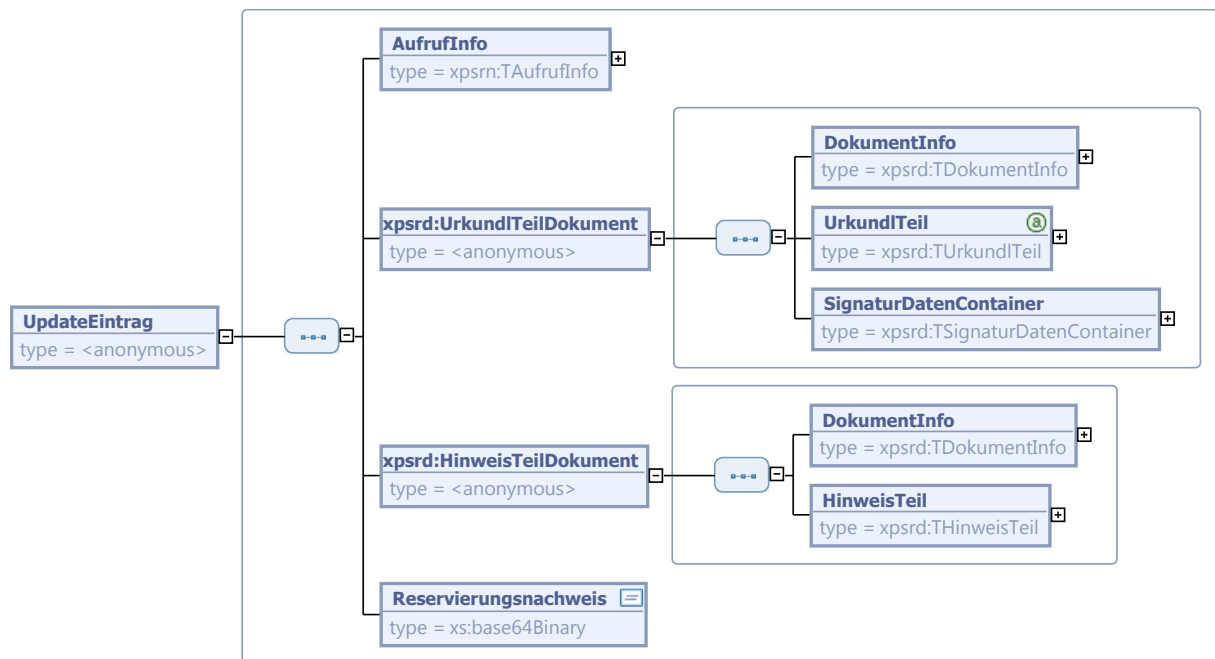 AufrufInfo
type = xpsrn:TAufrufInfo
DokumentInfo
type = xpsrd:TDokumentInfo
xpsrd:UrkundlTeilDokument
type = <anonymous>
UrkundlTeil
type = xpsrd:TUrkundlTeil
SignaturDatenContainer
type = xpsrd:TSignaturDatenContainer
UpdateEintrag
type = <anonymous>
DokumentInfo
type = xpsrd:TDokumentInfo
xpsrd:HinweisTeilDokument
type = <anonymous>
HinweisTeil
type = xpsrd:THinweisTeil
Reservierungsnachweis
type = xs:base64Binary